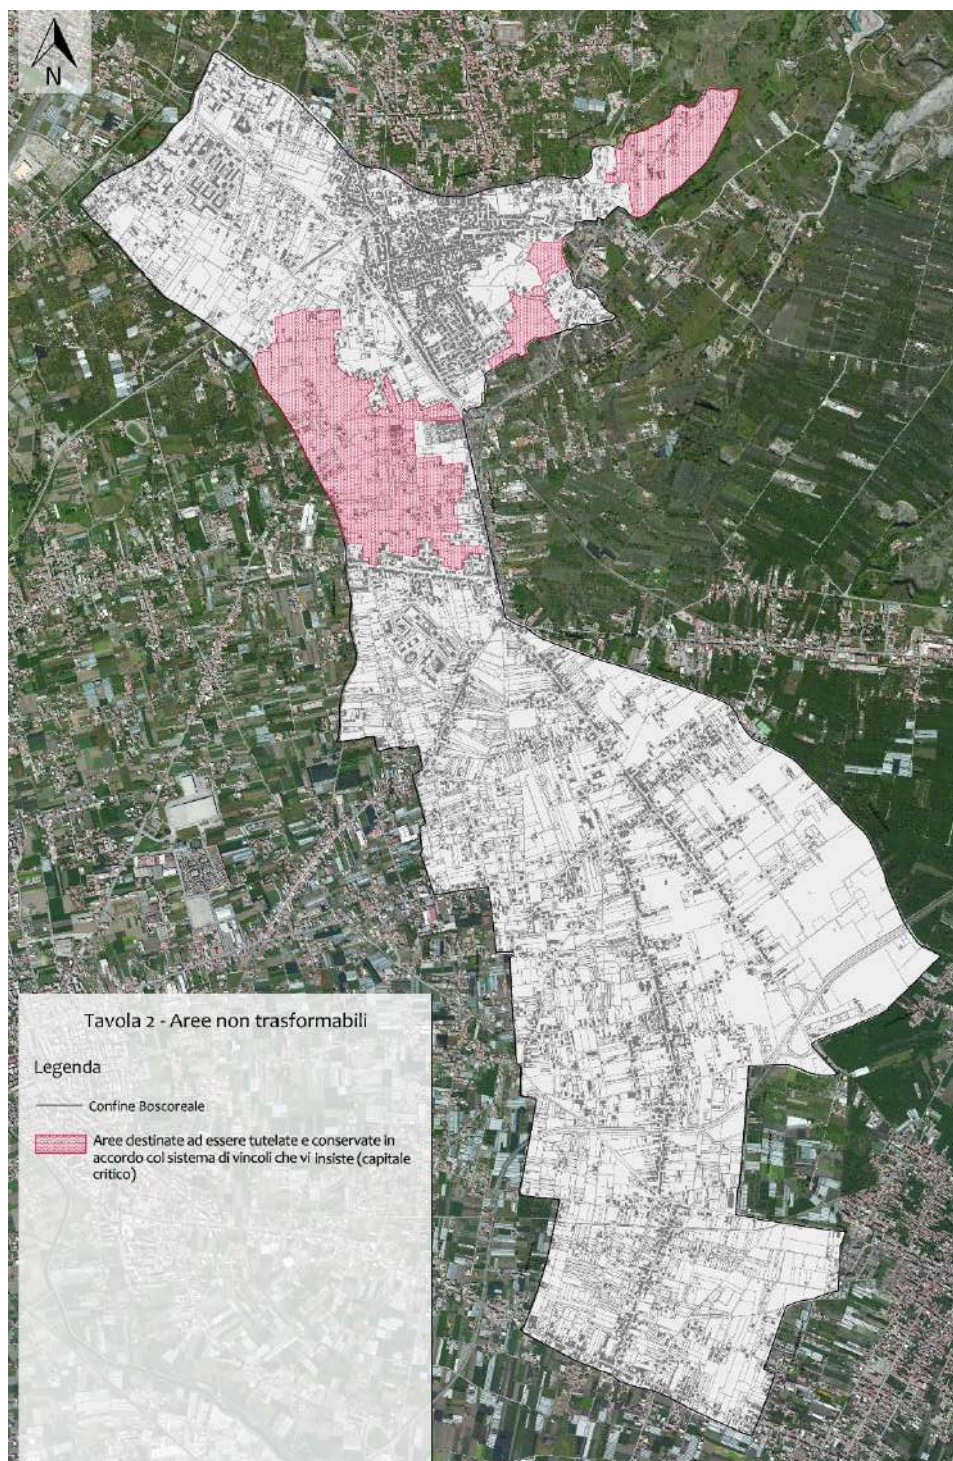 N
Tavola 2 - Aree non trasformabili
Legenda
Confine Boscoreale
Aree destinate ad essere tutelate e conservate in
accordo col sistema di vincoli che vi insiste (capitale
critico)